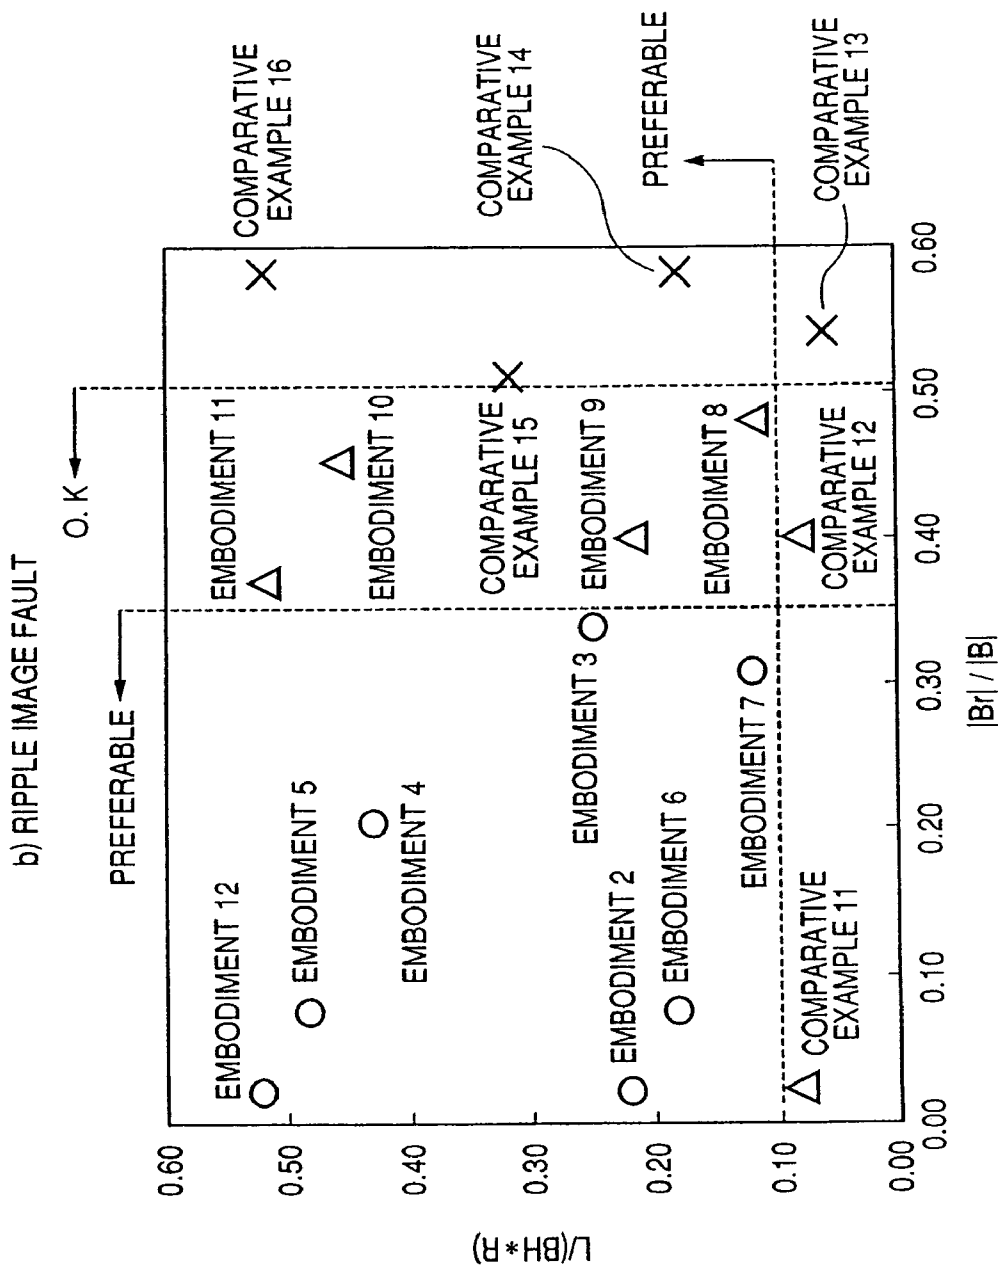 b) RIPPLE IMAGE FAULT
O. K
PREFERABLE
COMPARATIVE
EXAMPLE 16
EMBODIMENT 12
EMBODIMENT 11
EMBODIMENT 5
EMBODIMENT 10
EMBODIMENT 4
COMPARATIVE
EXAMPLE 15
COMPARATIVE
EXAMPLE 14
EMBODIMENT 3
EMBODIMENT 9
EMBODIMENT 2
EMBODIMENT 6
PREFERABLE
EMBODIMENT 8
EMBODIMENT 7
COMPARATIVE
EXAMPLE 11
COMPARATIVE
EXAMPLE 12
COMPARATIVE
EXAMPLE 13
0.60
0.50
0.40
0.30
0.20
0.10
0.00
L/(BH*R)
0.00
0.10
0.20
0.30
0.40
0.50
0.60
|Br| / |B|